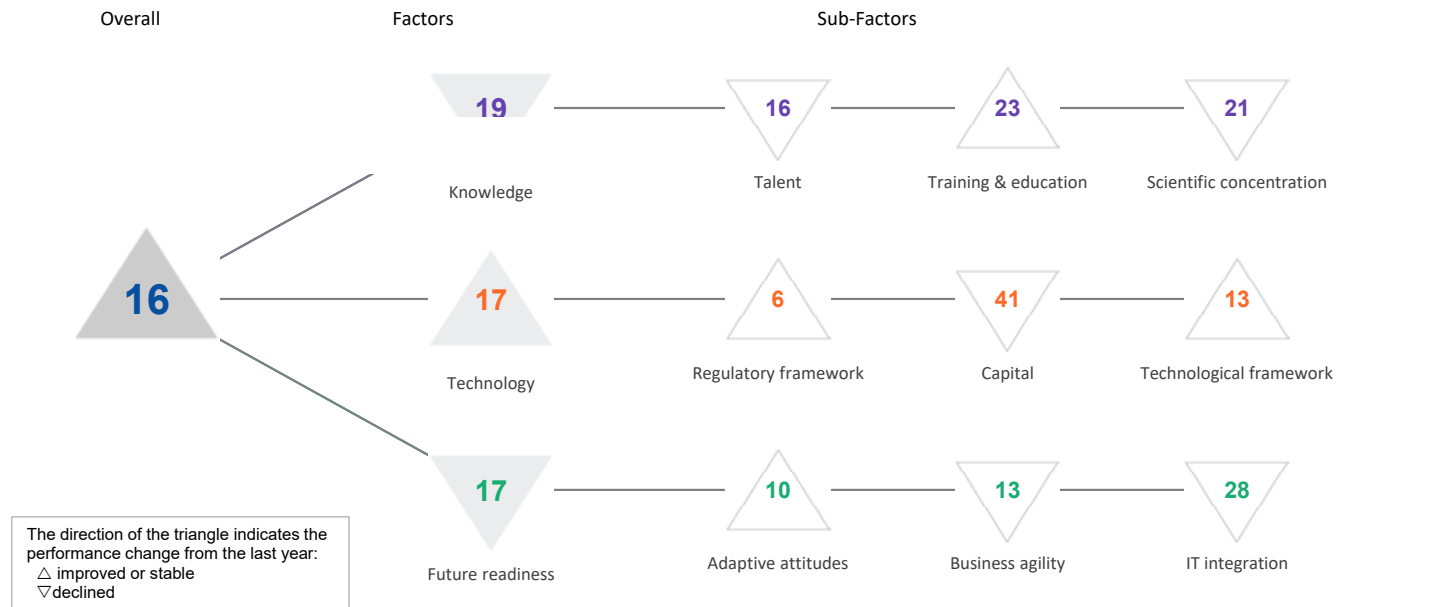 Overall Factors Sub-Factors
19 16 23 21
Knowledge Talent Training & education Scientific concentration
16 17 6 41 13
Technology Regulatory framework Capital Technological framework
17 10 13 28
Future readiness Adaptive attitudes Business agility IT integration
The direction of the triangle indicates the
performance change from the last year:
△ improved or stable
▽declined